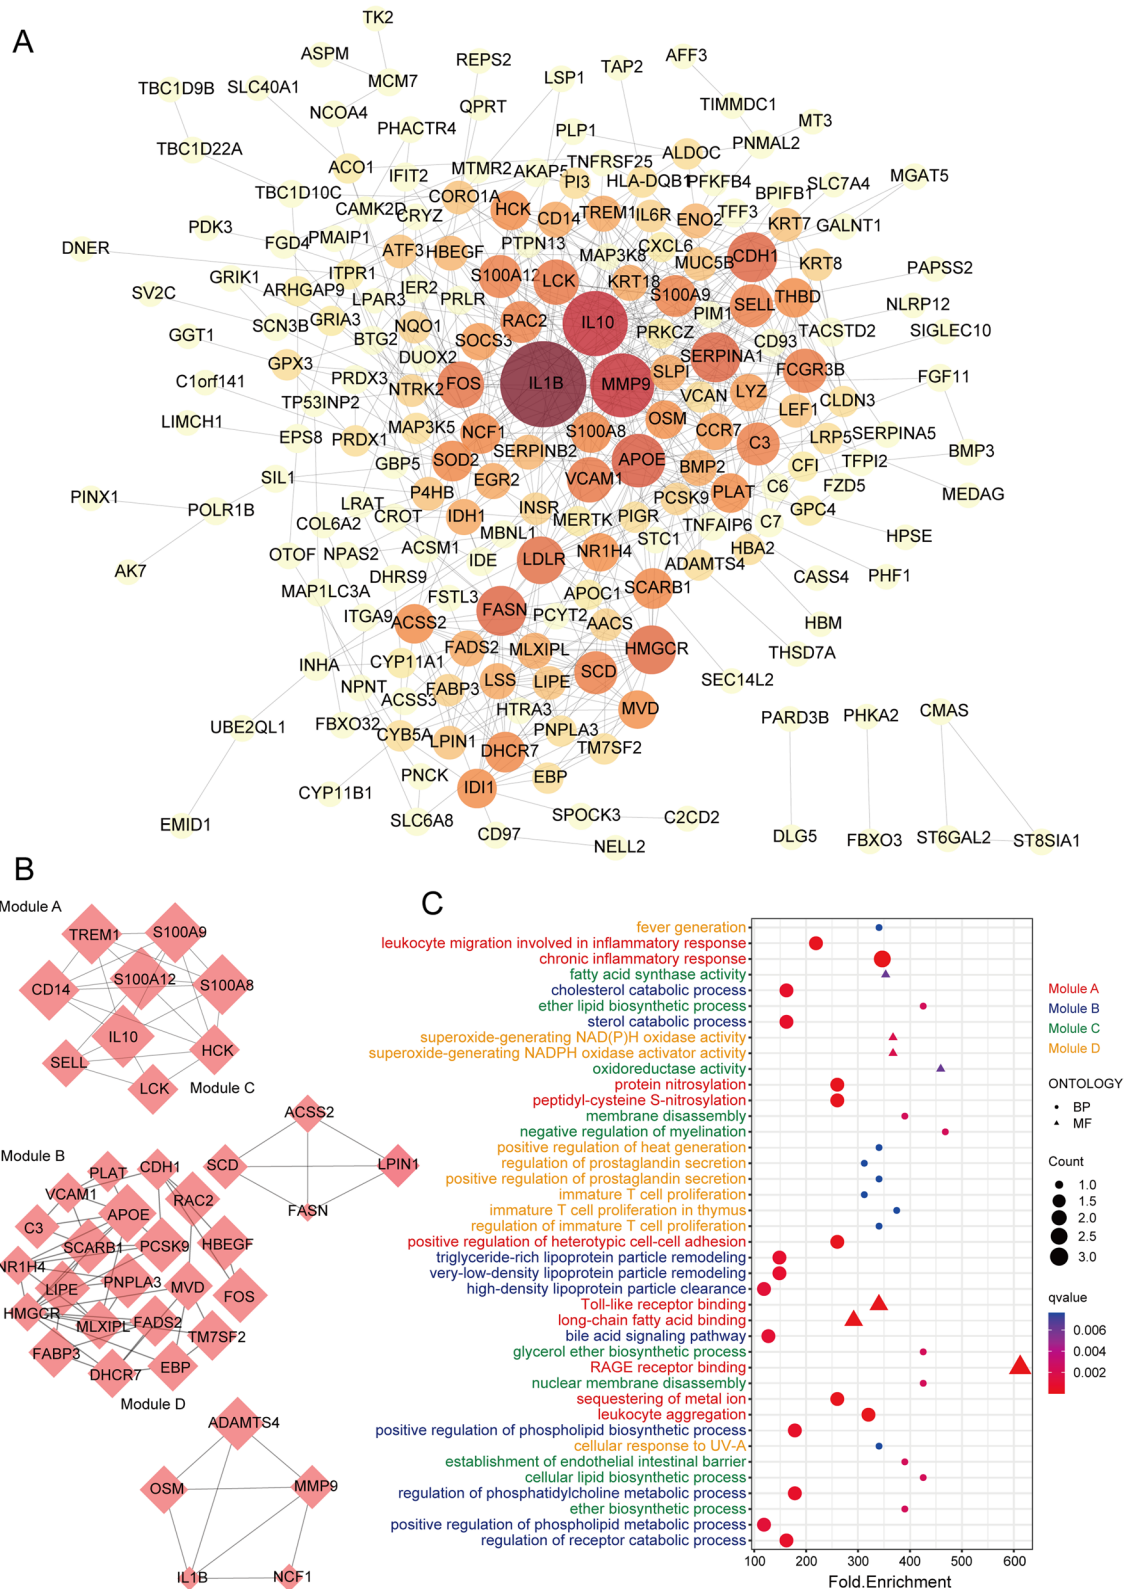 A
TK2
ASPM
REPS2
AFF3
TAP2
LSP1
MCM7
TBC1D9B
SLC40A1
TIMMDC1
QPRT
NCOA4
MT3
PHACTR4
PLP1
PNMAL2
TBC1D22A
ALDOC
TNFRSF25
ACO1
MTMR2
AKAP5
IFIT2
PI3
HLA-DQB1
PFKFB4
MGAT5
SLC7A4
BPIFB1
TBC1D10C
CORO1A
CAMK2D
CRYZ
HCK
CD14
TREM1
IL6R
ENO2
TFF3
KRT7
GALNT1
PDK3
FGD4
PMAIP1
DNER
ATF3
HBEGF
PTPN13
MAP3K8
CXCL6
MUC5B
CDH1
KRT8
PAPSS2
GRIK1
ITPR1
ARHGAP9
IER2
S100A12
LCK
KRT18
S100A9
SV2C
LPAR3
PRLR
SELL
THBD
NLRP12
SCN3B
GRIA3
NQO1
RAC2
IL10
PIM1
PRKCZ
TACSTD2
SIGLEC10
GGT1
BTG2
SOCS3
CD93
GPX3
DUOX2
SERPINA1
FCGR3B
C1orf141
PRDX3
NTRK2
FOS
IL1B
MMP9
SLPI
VCAN
LYZ
FGF11
TP53INP2
LIMCH1
CLDN3
LEF1
OSM
EPS8
PRDX1
MAP3K5
NCF1
S100A8
CCR7
C3
LRP5
SERPINA5
SERPINB2
BMP3
GBP5
SOD2
APOE
BMP2
CFI
TFPI2
SIL1
EGR2
VCAM1
P4HB
PLAT
C6
FZD5
MEDAG
PINX1
POLR1B
LRAT
CROT
IDH1
INSR
MERTK
PIGR
PCSK9
TNFAIP6
C7
GPC4
COL6A2
MBNL1
STC1
HPSE
OTOF
NPAS2
ACSM1
IDE
LDLR
NR1H4
HBA2
ADAMTS4
AK7
DHRS9
CASS4
PHF1
MAP1LC3A
FSTL3
APOC1
SCARB1
ITGA9
ACSS2
FASN
PCYT2
AACS
HBM
FADS2
MLXIPL
HMGCR
THSD7A
INHA
CYP11A1
SEC14L2
NPNT
ACSS3
FABP3
LSS
LIPE
SCD
HTRA3
MVD
PARD3B
PHKA2
CMAS
UBE2QL1
FBXO32
CYB5A
LPIN1
DHCR7
PNPLA3
TM7SF2
PNCK
EBP
CYP11B1
IDI1
EMID1
SLC6A8
CD97
SPOCK3
C2CD2
NELL2
DLG5
FBXO3
ST6GAL2
ST8SIA1
B
Module A
TREM1
S100A9
CD14
S100A12
S100A8
IL10
SELL
HCK
LCK
Module C
ACSS2
SCD
LPIN1
FASN
Module B
PLAT
CDH1
VCAM1
RAC2
C3
APOE
SCARB1
PCSK9
HBEGF
NR1H4
LIPE
PNPLA3
MVD
FOS
HMGCR
MLXIPL
FADS2
TM7SF2
FABP3
DHCR7
EBP
Module D
ADAMTS4
OSM
MMP9
IL1B
NCF1
C
fever generation
leukocyte migration involved in inflammatory response
chronic inflammatory response
fatty acid synthase activity
cholesterol catabolic process
ether lipid biosynthetic process
sterol catabolic process
superoxide-generating NAD(P)H oxidase activity
superoxide-generating NADPH oxidase activator activity
oxidoreductase activity
protein nitrosylation
peptidyl-cysteine S-nitrosylation
membrane disassembly
negative regulation of myelination
positive regulation of heat generation
regulation of prostaglandin secretion
positive regulation of prostaglandin secretion
immature T cell proliferation
immature T cell proliferation in thymus
regulation of immature T cell proliferation
positive regulation of heterotypic cell-cell adhesion
triglyceride-rich lipoprotein particle remodeling
very-low-density lipoprotein particle remodeling
high-density lipoprotein particle clearance
Toll-like receptor binding
long-chain fatty acid binding
bile acid signaling pathway
glycerol ether biosynthetic process
RAGE receptor binding
nuclear membrane disassembly
sequestering of metal ion
leukocyte aggregation
positive regulation of phospholipid biosynthetic process
cellular response to UV-A
establishment of endothelial intestinal barrier
cellular lipid biosynthetic process
regulation of phosphatidylcholine metabolic process
ether biosynthetic process
positive regulation of phospholipid metabolic process
regulation of receptor catabolic process
100 200 300 400 500 600
Fold.Enrichment
Molule A
Molule B
Molule C
Molule D
ONTOLOGY
BP
MF
Count
1.0
1.5
2.0
2.5
3.0
qvalue
0.006
0.004
0.002